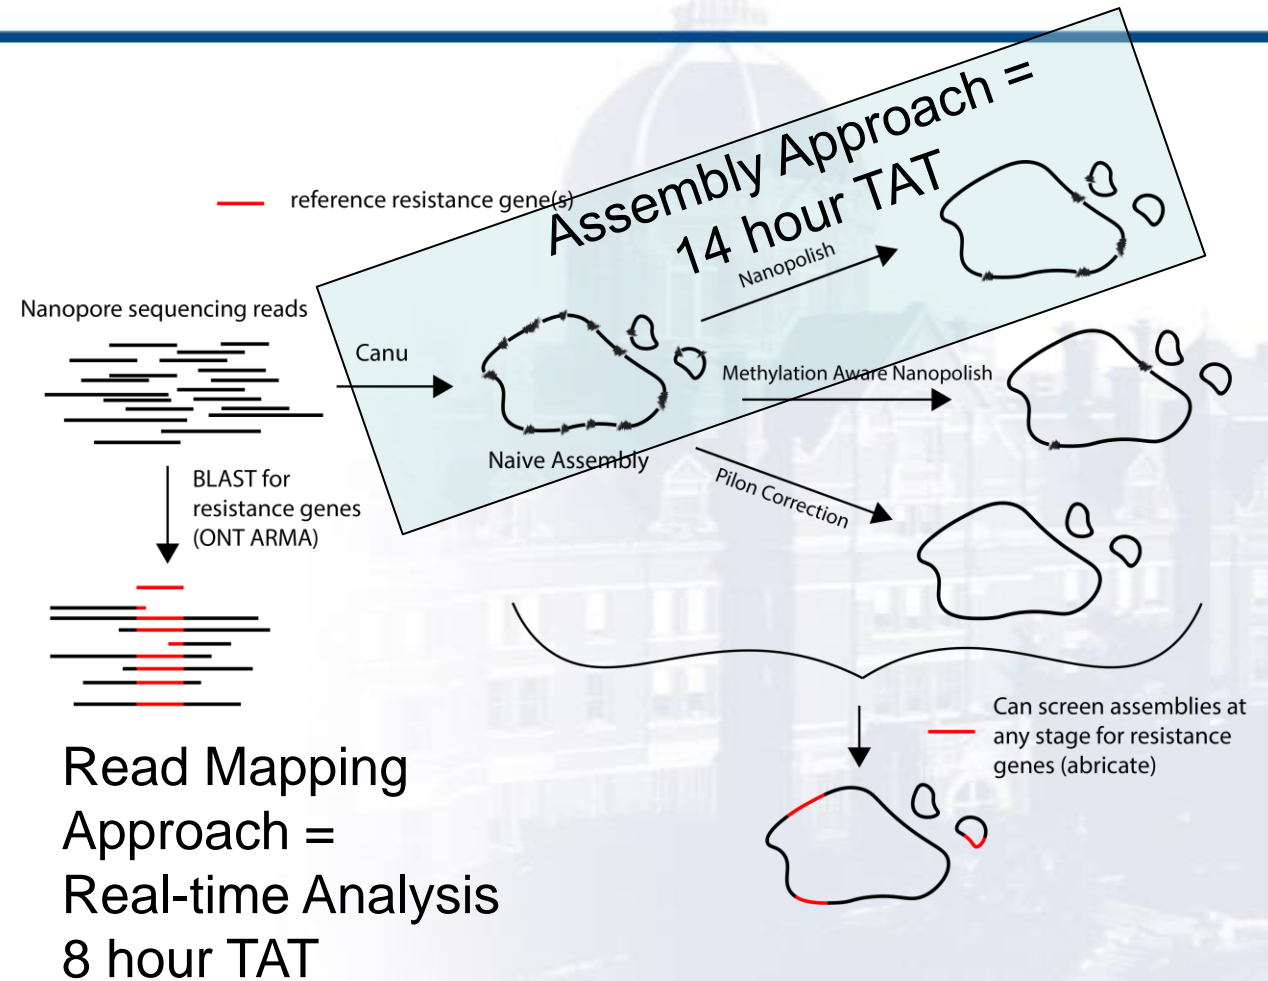 Assembly Approach =
14 hour TAT
reference resistance gene(s)
Nanopolish
Nanopore sequencing reads
Canu
Methylation Aware Nanopolish
Naive Assembly
Pilon Correction
BLAST for
resistance genes
(ONT ARMA)
Can screen assemblies at
any stage for resistance
genes (abricate)
Read Mapping
Approach =
Real-time Analysis
8 hour TAT